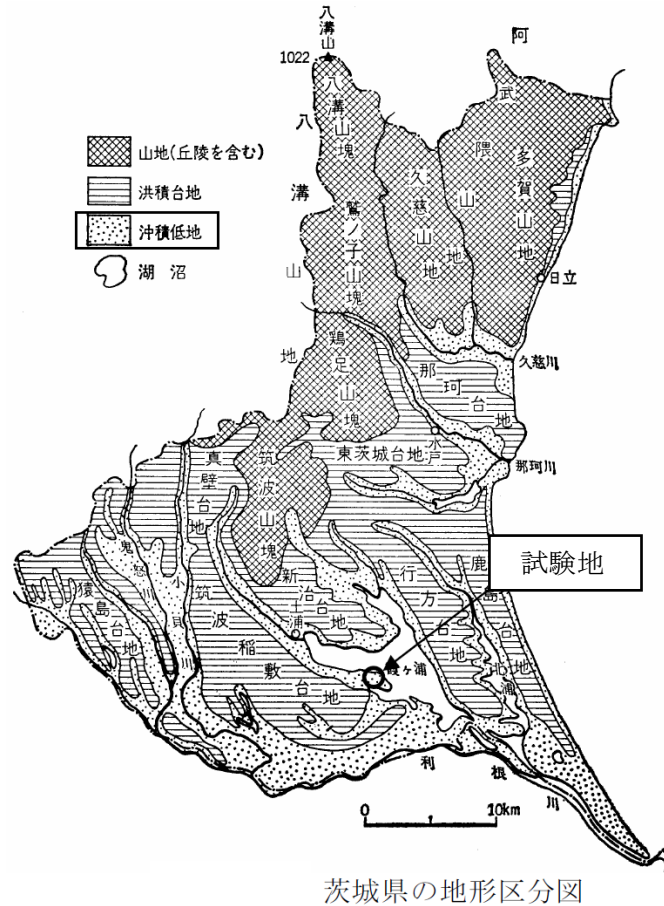 八溝山
1022
八溝山塊
八溝山地
鷲ノ子山塊
鶏足山塊
筑波山塊
阿武隈山地
久慈山地
多賀山地
山地(丘陵を含む)
洪積台地
沖積低地
湖沼
日立
久慈川
那珂台地
水戸
東茨城台地
那珂川
真壁台地
鬼怒川
小貝川
猿島台地
筑波稲敷台地
新治台地
土浦
行方台地
鹿島台地
北浦
試験地
霞ヶ浦
利根川
0 10km
茨城県の地形区分図